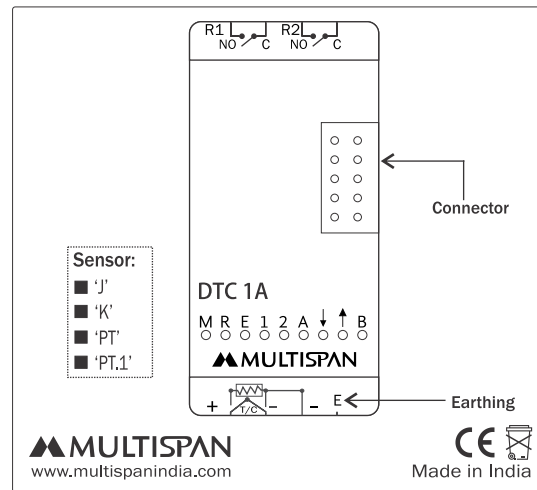 R1 R2
NO C NO C
Connector
Sensor:
'J'
'K'
'PT'
'PT.1'
DTC 1A
M R E 1 2 A ↓ ↑ B
MULTISPAN
+ T/C – – E
Earthing
MULTISPAN
www.multispanindia.com
CE
Made in India